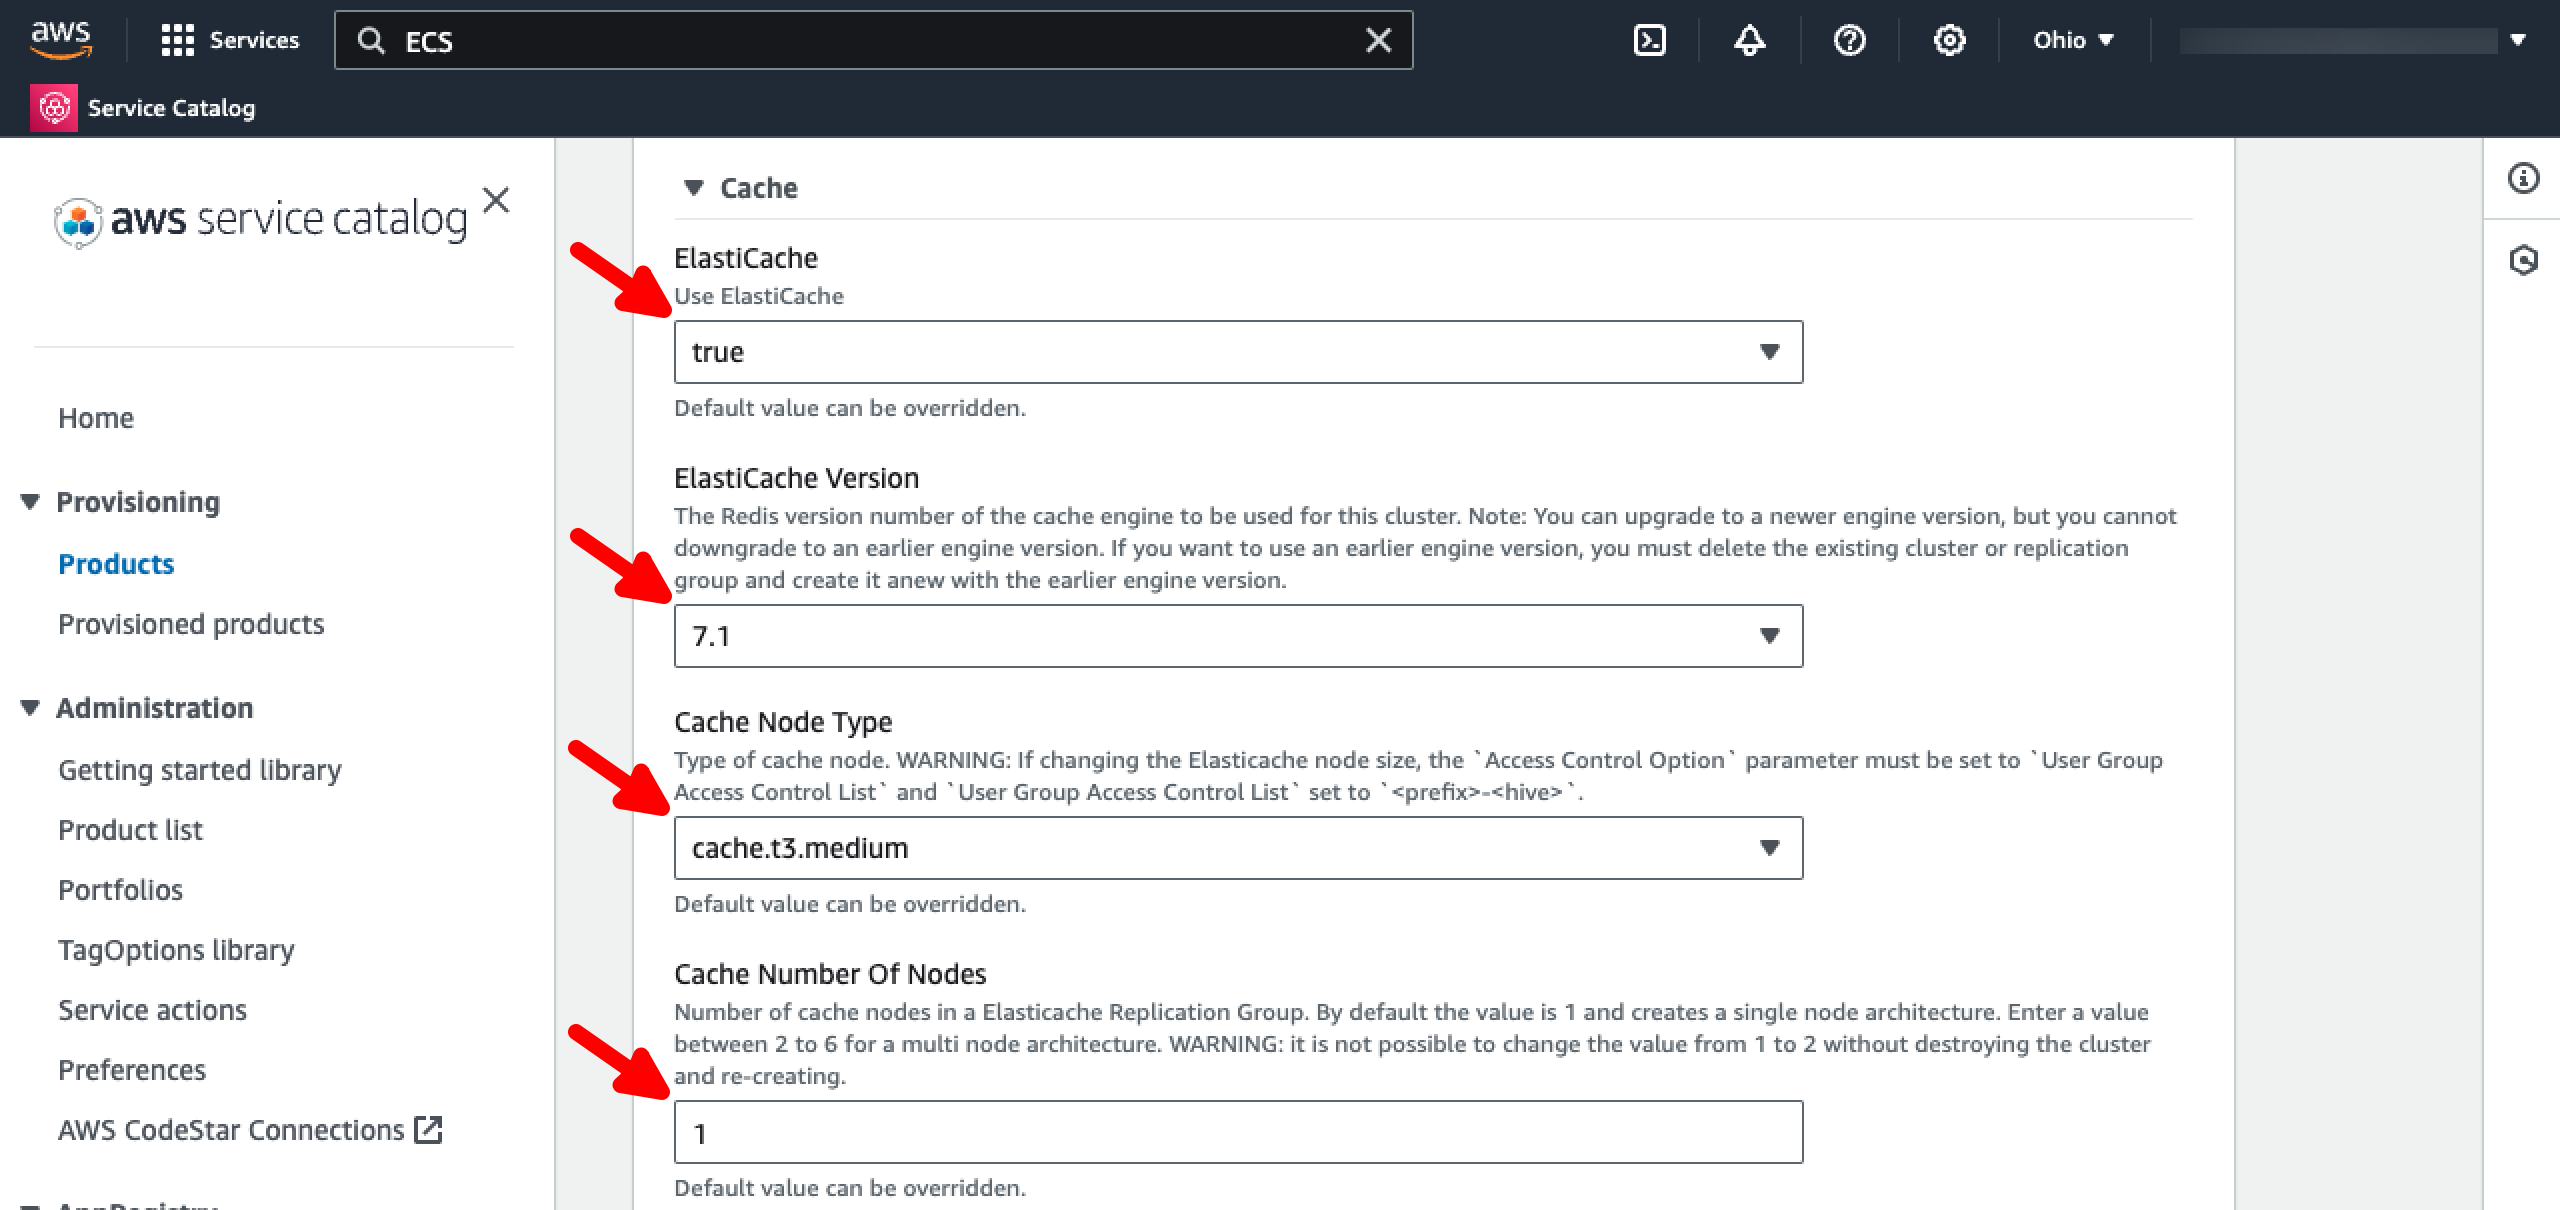 aws
Services
ECS
Ohio
Service Catalog
aws service catalog
Home
Provisioning
Products
Provisioned products
Administration
Getting started library
Product list
Portfolios
TagOptions library
Service actions
Preferences
AWS CodeStar Connections
AppRegistry
Cache
ElastiCache
Use ElastiCache
true
Default value can be overridden.
ElastiCache Version
The Redis version number of the cache engine to be used for this cluster. Note: You can upgrade to a newer engine version, but you cannot
downgrade to an earlier engine version. If you want to use an earlier engine version, you must delete the existing cluster or replication
group and create it anew with the earlier engine version.
7.1
Cache Node Type
Type of cache node. WARNING: If changing the Elasticache node size, the `Access Control Option` parameter must be set to `User Group
Access Control List` and `User Group Access Control List` set to `<prefix>-<hive>`.
cache.t3.medium
Default value can be overridden.
Cache Number Of Nodes
Number of cache nodes in a Elasticache Replication Group. By default the value is 1 and creates a single node architecture. Enter a value
between 2 to 6 for a multi node architecture. WARNING: it is not possible to change the value from 1 to 2 without destroying the cluster
and re-creating.
1
Default value can be overridden.